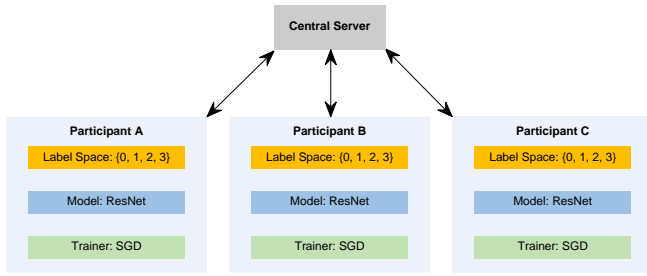 Central Server
Participant A
Label Space: {0, 1, 2, 3}
Model: ResNet
Trainer: SGD
Participant B
Label Space: {0, 1, 2, 3}
Model: ResNet
Trainer: SGD
Participant C
Label Space: {0, 1, 2, 3}
Model: ResNet
Trainer: SGD